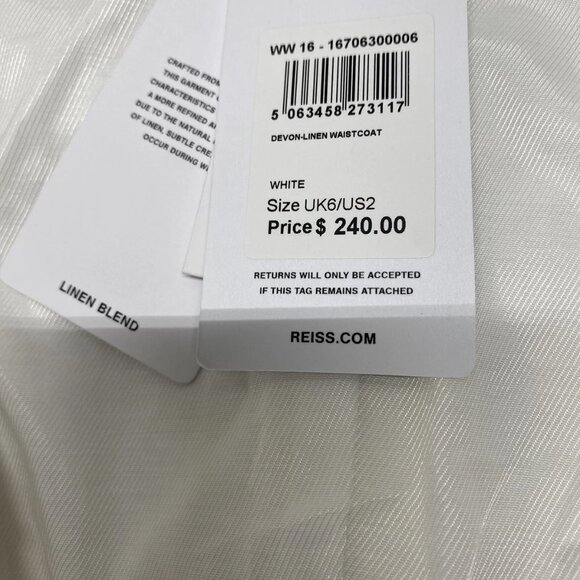 WW 16 - 16706300006
5 063458 273117
DEVON-LINEN WAISTCOAT
WHITE
Size UK6/US2
Price $ 240.00
RETURNS WILL ONLY BE ACCEPTED
IF THIS TAG REMAINS ATTACHED
REISS.COM
CRAFTED FROM
THIS GARMENT
CHARACTERISTICS
A MORE REFINED
DUE TO THE NATURAL
OF LINEN, SUBTLE
OCCUR DURING
LINEN BLEND